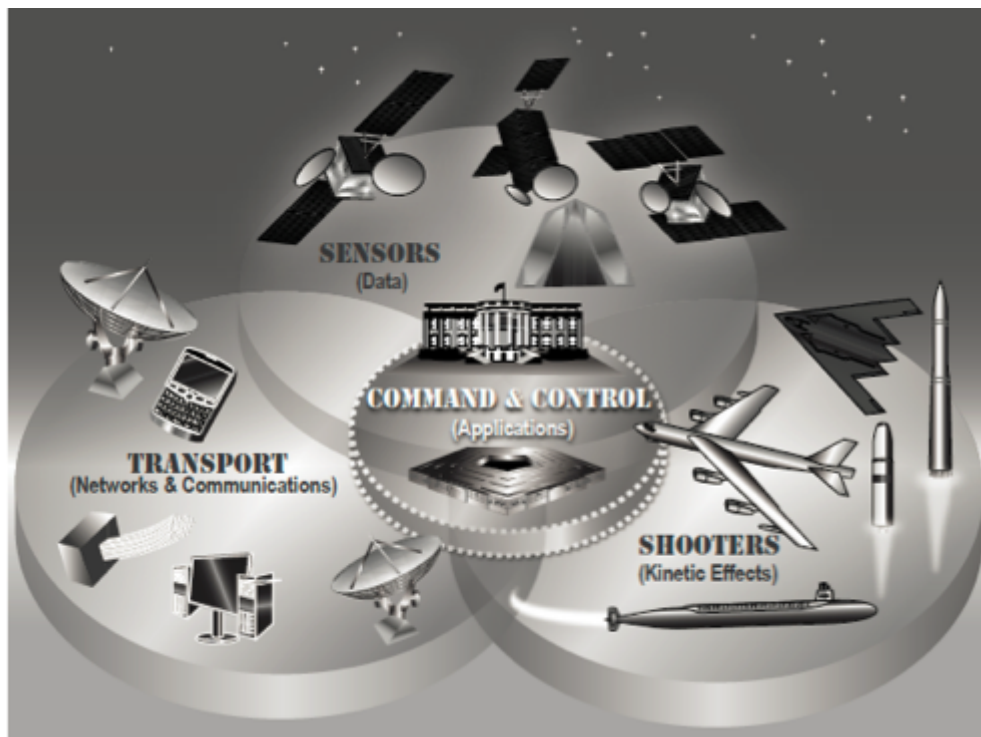 SENSORS
(Data)
COMMAND & CONTROL
(Applications)
TRANSPORT
(Networks & Communications)
SHOOTERS
(Kinetic Effects)